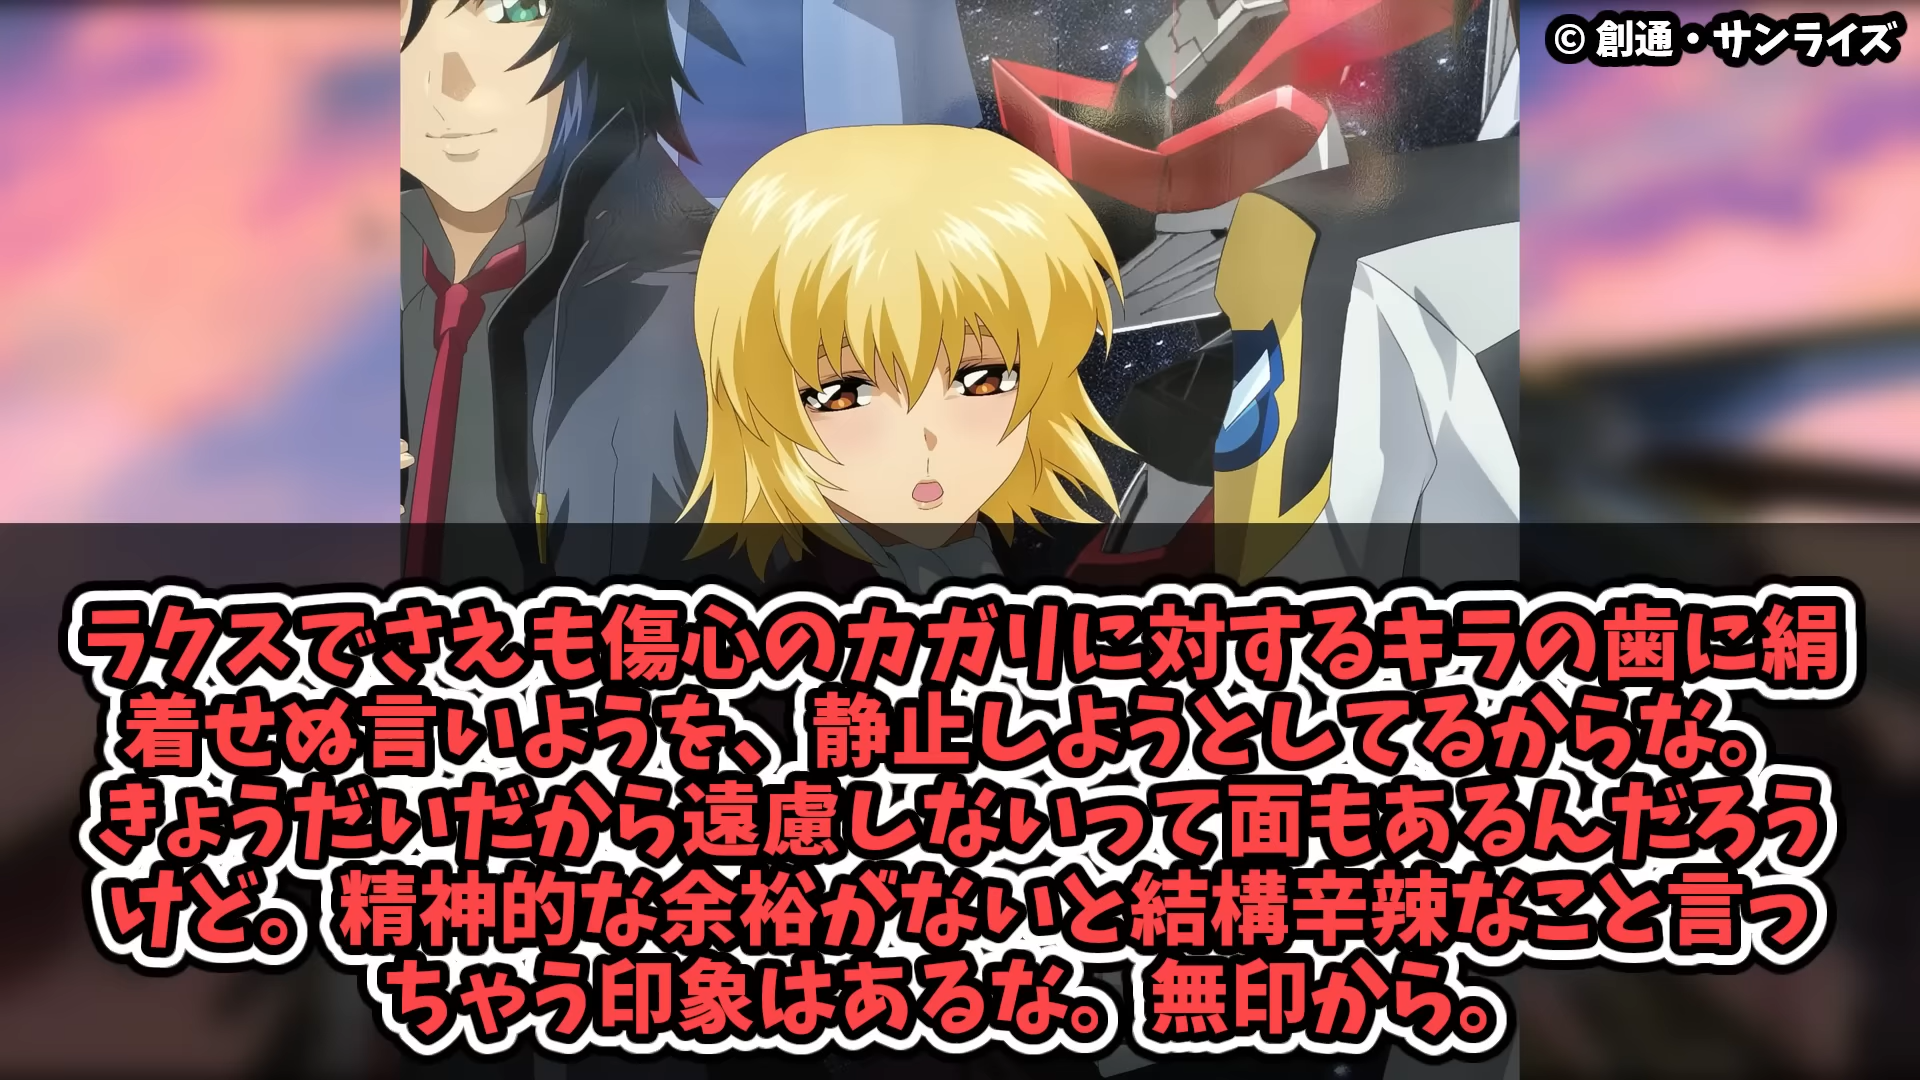 © 創通・サンライズ
ラクスでさえも傷心のカガリに対するキラの歯に絹
着せぬ言いようを、静止しようとしてるからな。
きょうだいだから遠慮しないって面もあるんだろう
けど。精神的な余裕がないと結構辛辣なこと言っ
ちゃう印象はあるな。無印から。